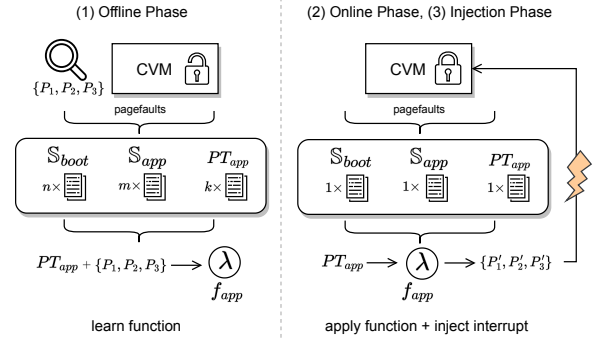 (1) Offline Phase
(2) Online Phase, (3) Injection Phase
{P₁, P₂, P₃}
CVM
pagefaults
𝕊boot 𝕊app PTapp
n× m× k×
PTapp + {P₁, P₂, P₃} λ
fapp
learn function
CVM
pagefaults
𝕊boot 𝕊app PTapp
1× 1× 1×
PTapp λ {P′₁, P′₂, P′₃}
fapp
apply function + inject interrupt